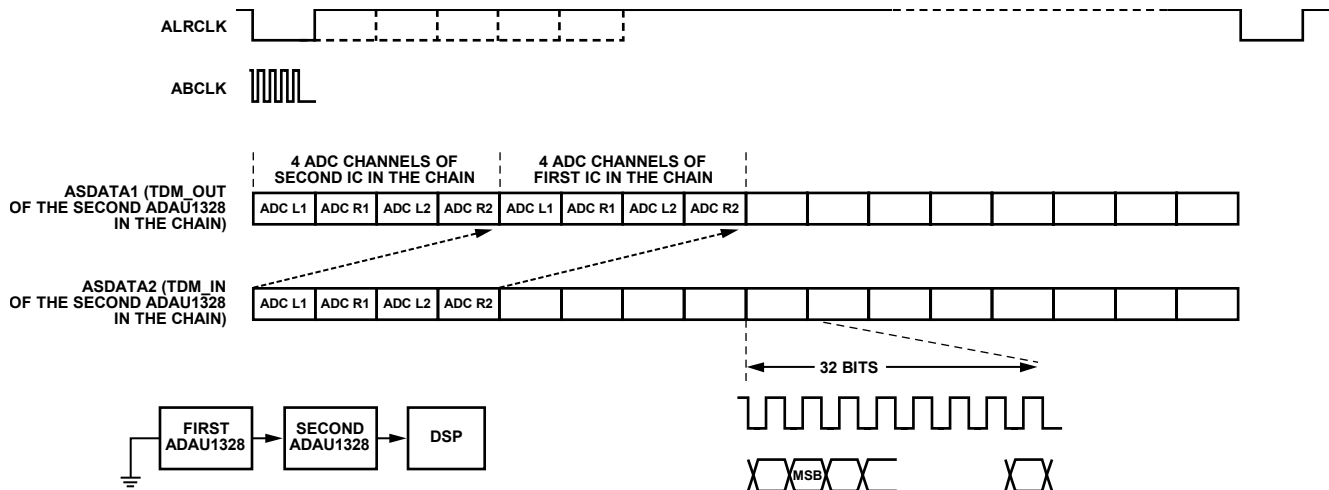 ALRCLK
ABCLK
4 ADC CHANNELS OF
SECOND IC IN THE CHAIN
4 ADC CHANNELS OF
FIRST IC IN THE CHAIN
ASDATA1 (TDM_OUT
OF THE SECOND ADAU1328
IN THE CHAIN)
ADC L1 ADC R1 ADC L2 ADC R2 ADC L1 ADC R1 ADC L2 ADC R2
ASDATA2 (TDM_IN
OF THE SECOND ADAU1328
IN THE CHAIN)
ADC L1 ADC R1 ADC L2 ADC R2
32 BITS
FIRST
ADAU1328
SECOND
ADAU1328
DSP
MSB